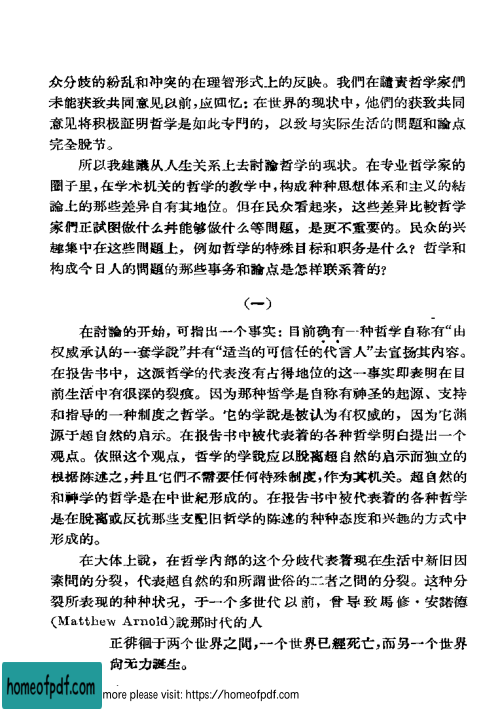 众分歧的紛乱和冲突的在理智形式上的反映。我們在譴責哲学家們
未能获致共同意见以前,应回忆:在世界的现状中,他們的获致共同
意见将积极証明哲学是如此专門的，以致与实际生活的問題和論点
完全脫节。
所以我建議从人生关系上去討論哲学的现状。在专业哲学家的
圈子里,在学术机关的哲学的教学中,构成种种思想体系和主义的結
論上的那些差异自有其地位。但在民众看起来，这些差异比較哲学
家們正試图做什么幷能够做什么等問題，是更不重要的。民众的兴
趣集中在这些問題上，例如哲学的特殊目标和职务是什么？哲学和
构成今日人的問題的那些事务和論点是怎样联系着的?
（一）
在討論的开始，可指出一个事实：目前确有一种哲学自称有“由
权威承认的一套学說”幷有“适当的可信任的代言人”去宣扬其内容。
在报告书中，这派哲学的代表沒有占得地位的这一事实即表明在目
前生活中有很深的裂痕。因为那种哲学是自称有神圣的起源、支持
和指导的一种制度之哲学。它的学說是被认为有权威的，因为它渊
源于超自然的启示。在报告书中被代表着的各种哲学明白提出一个
观点。依照这个观点，哲学的学說应以脫离超自然的启示而独立的
根据陈述之,幷且它們不需要任何特殊制度,作为其机关。超自然的
和神学的哲学是在中世紀形成的。在报告书中被代表着的各种哲学
是在脫离或反抗那些支配旧哲学的陈述的种种态度和兴趣的方式中
形成的。
在大体上說，在哲学内部的这个分歧代表着现在生活中新旧因
素間的分裂，代表超自然的和所謂世俗的二者之間的分裂。这种分
裂所表现的种种状况，于一个多世代以前，曾导致馬修·安諾德
(Matthew Arnold)說那时代的人
正徘徊于两个世界之間,一个世界已經死亡,而另一个世界
尙无力誕生。
homeofpdf.com
more please visit: https://homeofpdf.com